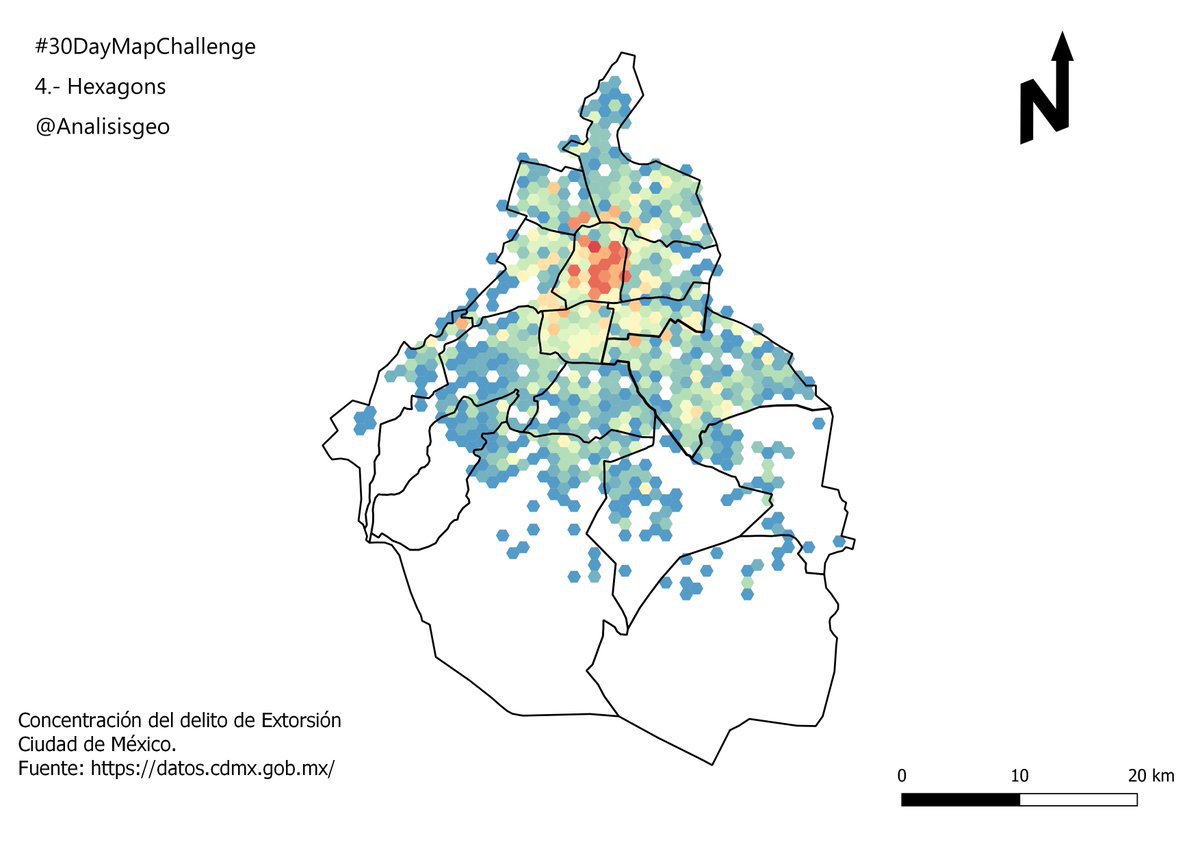 #30DayMapChallenge
4.- Hexagons
@Analisisgeo
N
Concentración del delito de Extorsión
Ciudad de México.
Fuente: https://datos.cdmx.gob.mx/
0 10 20 km